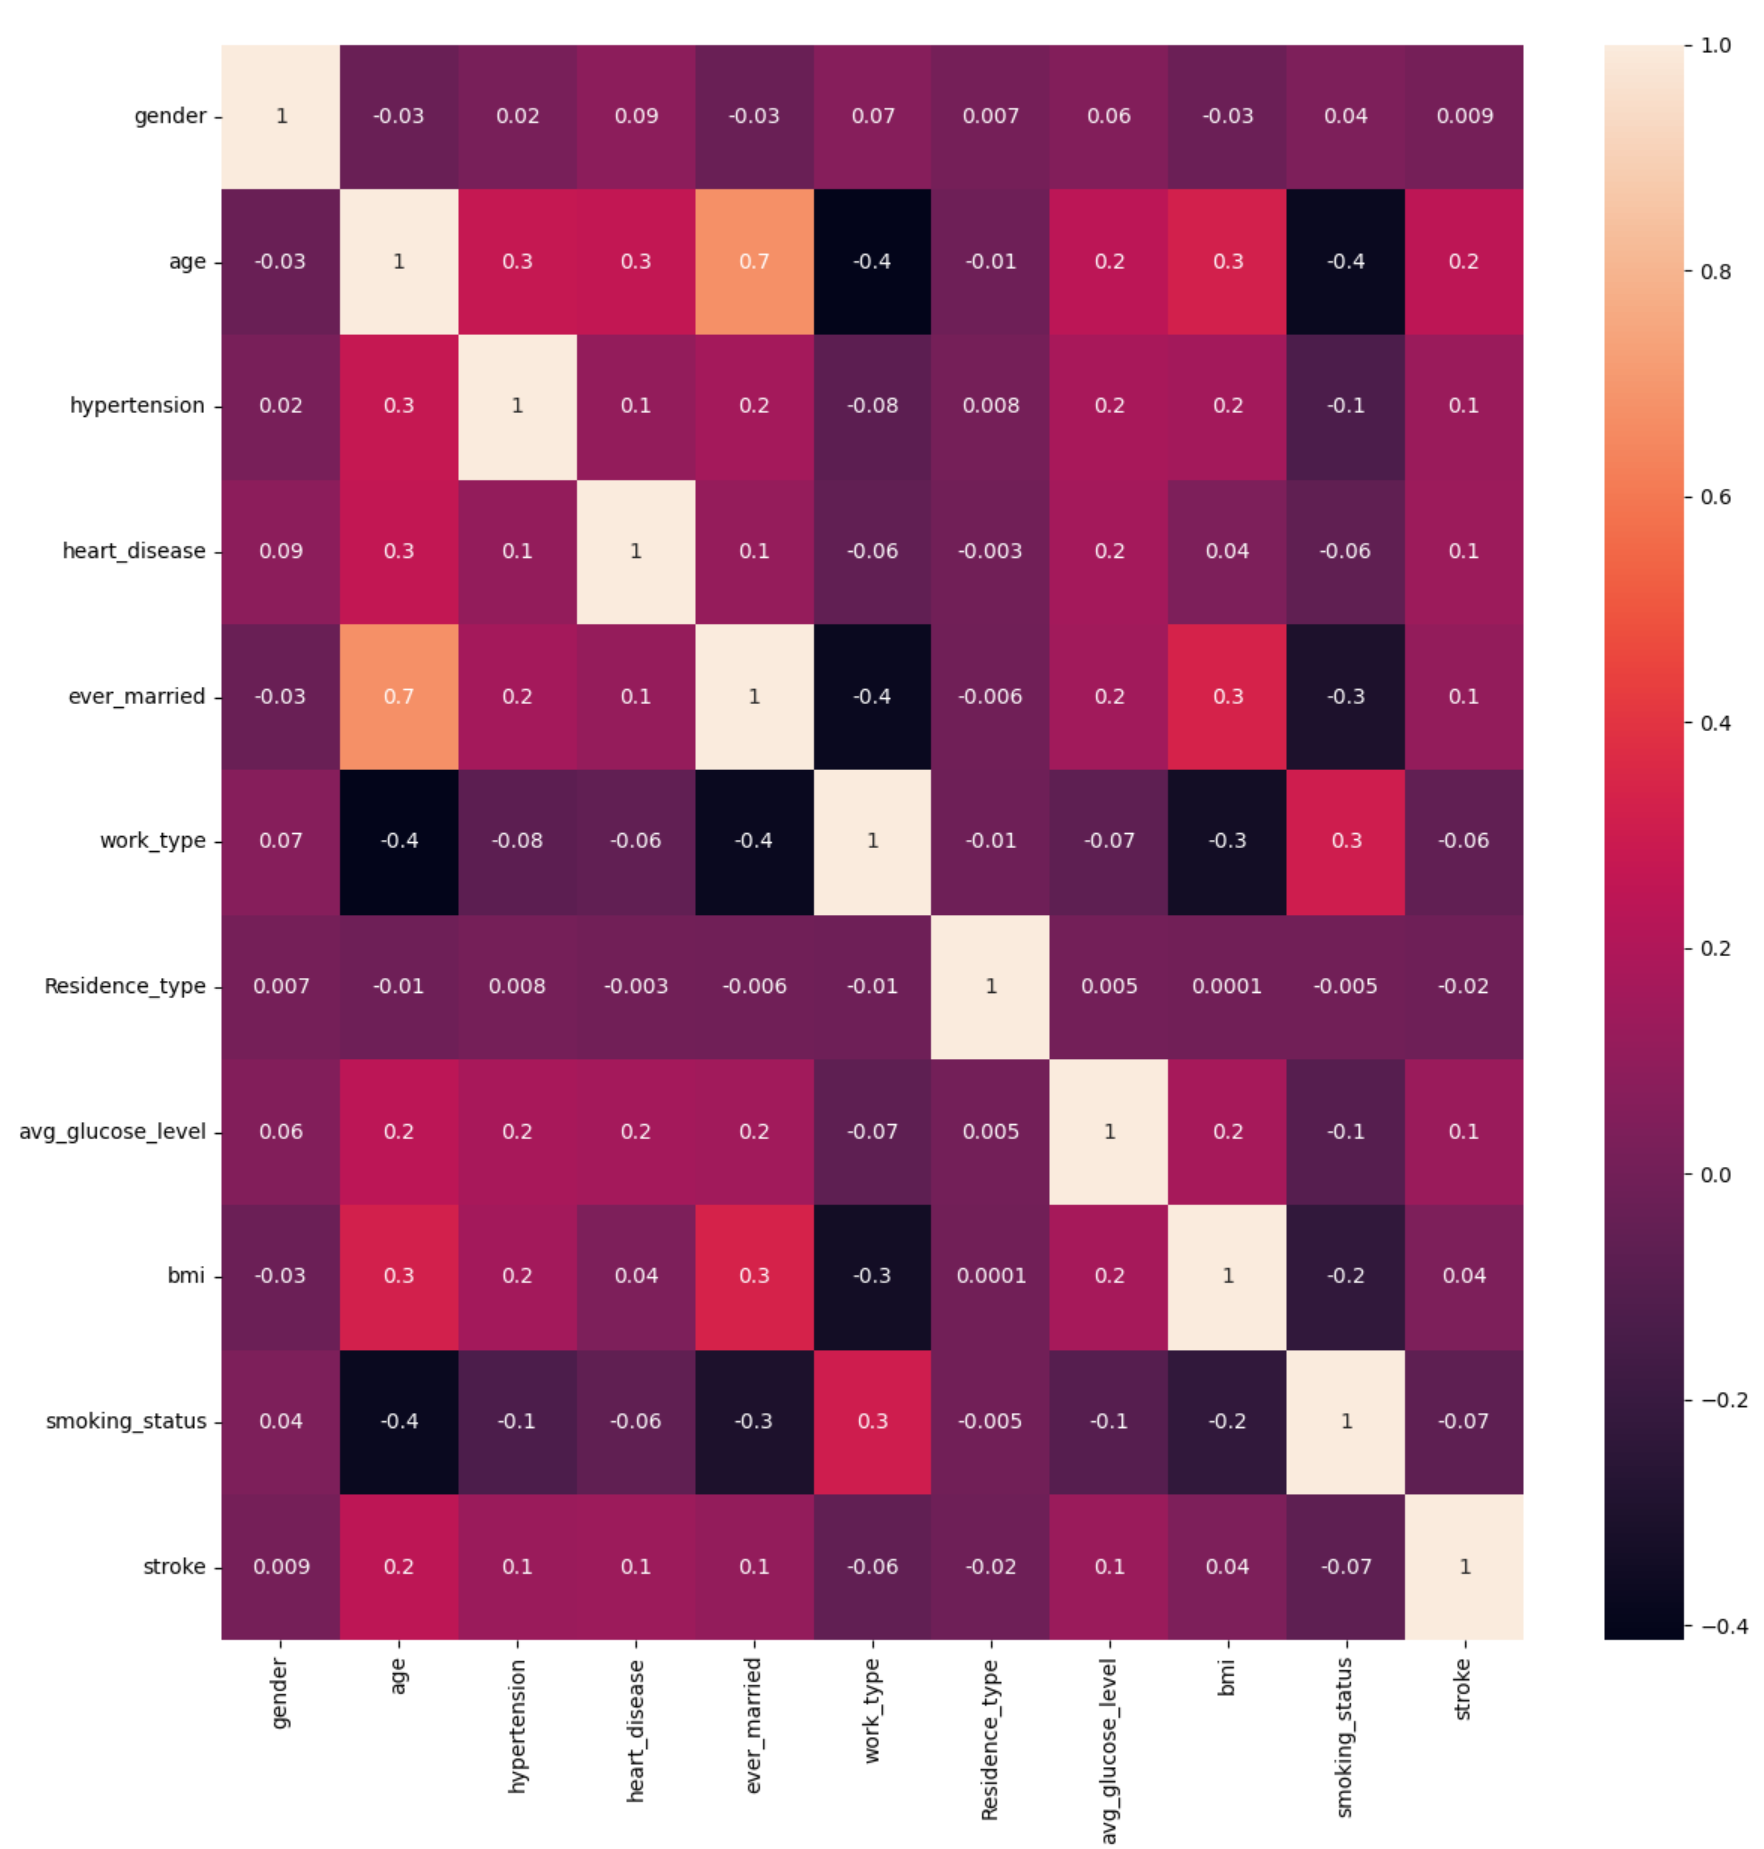 gender 1 -0.03 0.02 0.09 -0.03 0.07 0.007 0.06 -0.03 0.04 0.009
age -0.03 1 0.3 0.3 0.7 -0.4 -0.01 0.2 0.3 -0.4 0.2
hypertension 0.02 0.3 1 0.1 0.2 -0.08 0.008 0.2 0.2 -0.1 0.1
heart_disease 0.09 0.3 0.1 1 0.1 -0.06 -0.003 0.2 0.04 -0.06 0.1
ever_married -0.03 0.7 0.2 0.1 1 -0.4 -0.006 0.2 0.3 -0.3 0.1
work_type 0.07 -0.4 -0.08 -0.06 -0.4 1 -0.01 -0.07 -0.3 0.3 -0.06
Residence_type 0.007 -0.01 0.008 -0.003 -0.006 -0.01 1 0.005 0.0001 -0.005 -0.02
avg_glucose_level 0.06 0.2 0.2 0.2 0.2 -0.07 0.005 1 0.2 -0.1 0.1
bmi -0.03 0.3 0.2 0.04 0.3 -0.3 0.0001 0.2 1 -0.2 0.04
smoking_status 0.04 -0.4 -0.1 -0.06 -0.3 0.3 -0.005 -0.1 -0.2 1 -0.07
stroke 0.009 0.2 0.1 0.1 0.1 -0.06 -0.02 0.1 0.04 -0.07 1
gender
age
hypertension
heart_disease
ever_married
work_type
Residence_type
avg_glucose_level
bmi
smoking_status
stroke
1.0
0.8
0.6
0.4
0.2
0.0
−0.2
−0.4